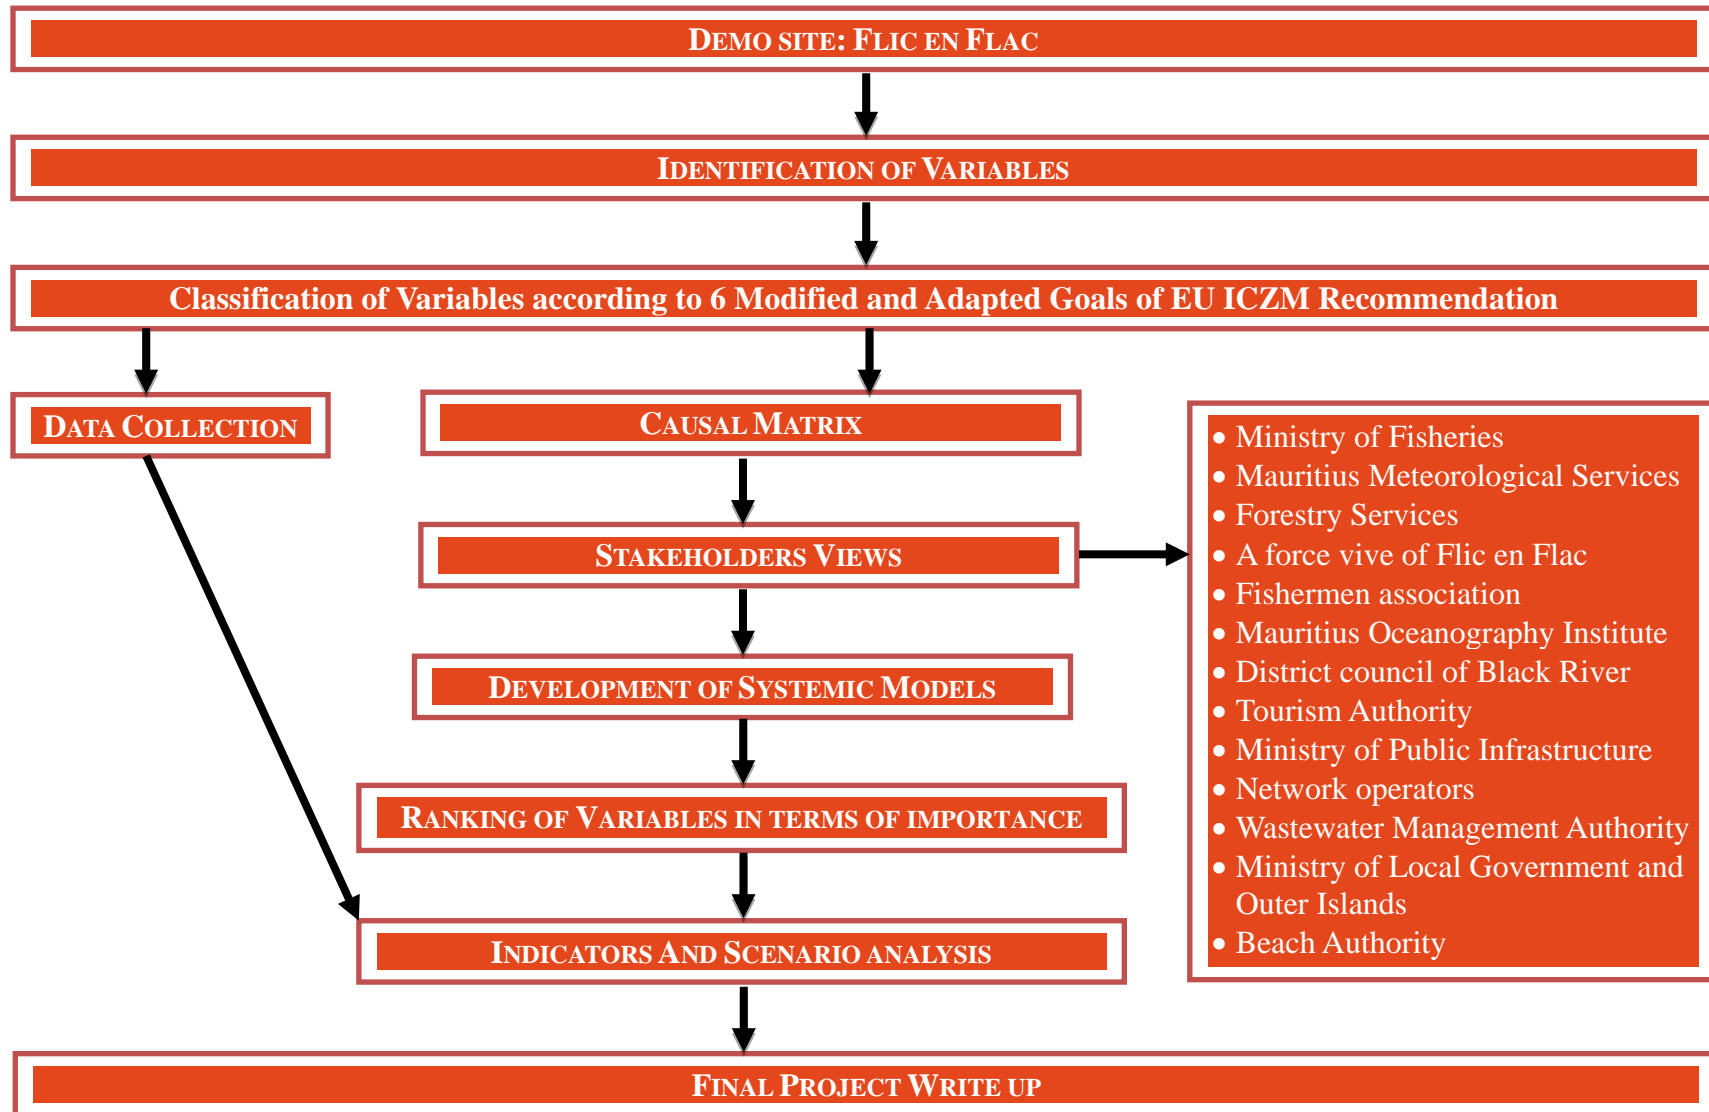 DEMO SITE: FLIC EN FLAC
IDENTIFICATION OF VARIABLES
Classification of Variables according to 6 Modified and Adapted Goals of EU ICZM Recommendation
DATA COLLECTION
CAUSAL MATRIX
STAKEHOLDERS VIEWS
DEVELOPMENT OF SYSTEMIC MODELS
RANKING OF VARIABLES IN TERMS OF IMPORTANCE
INDICATORS AND SCENARIO ANALYSIS
• Ministry of Fisheries
• Mauritius Meteorological Services
• Forestry Services
• A force vive of Flic en Flac
• Fishermen association
• Mauritius Oceanography Institute
• District council of Black River
• Tourism Authority
• Ministry of Public Infrastructure
• Network operators
• Wastewater Management Authority
• Ministry of Local Government and
Outer Islands
• Beach Authority
FINAL PROJECT WRITE UP